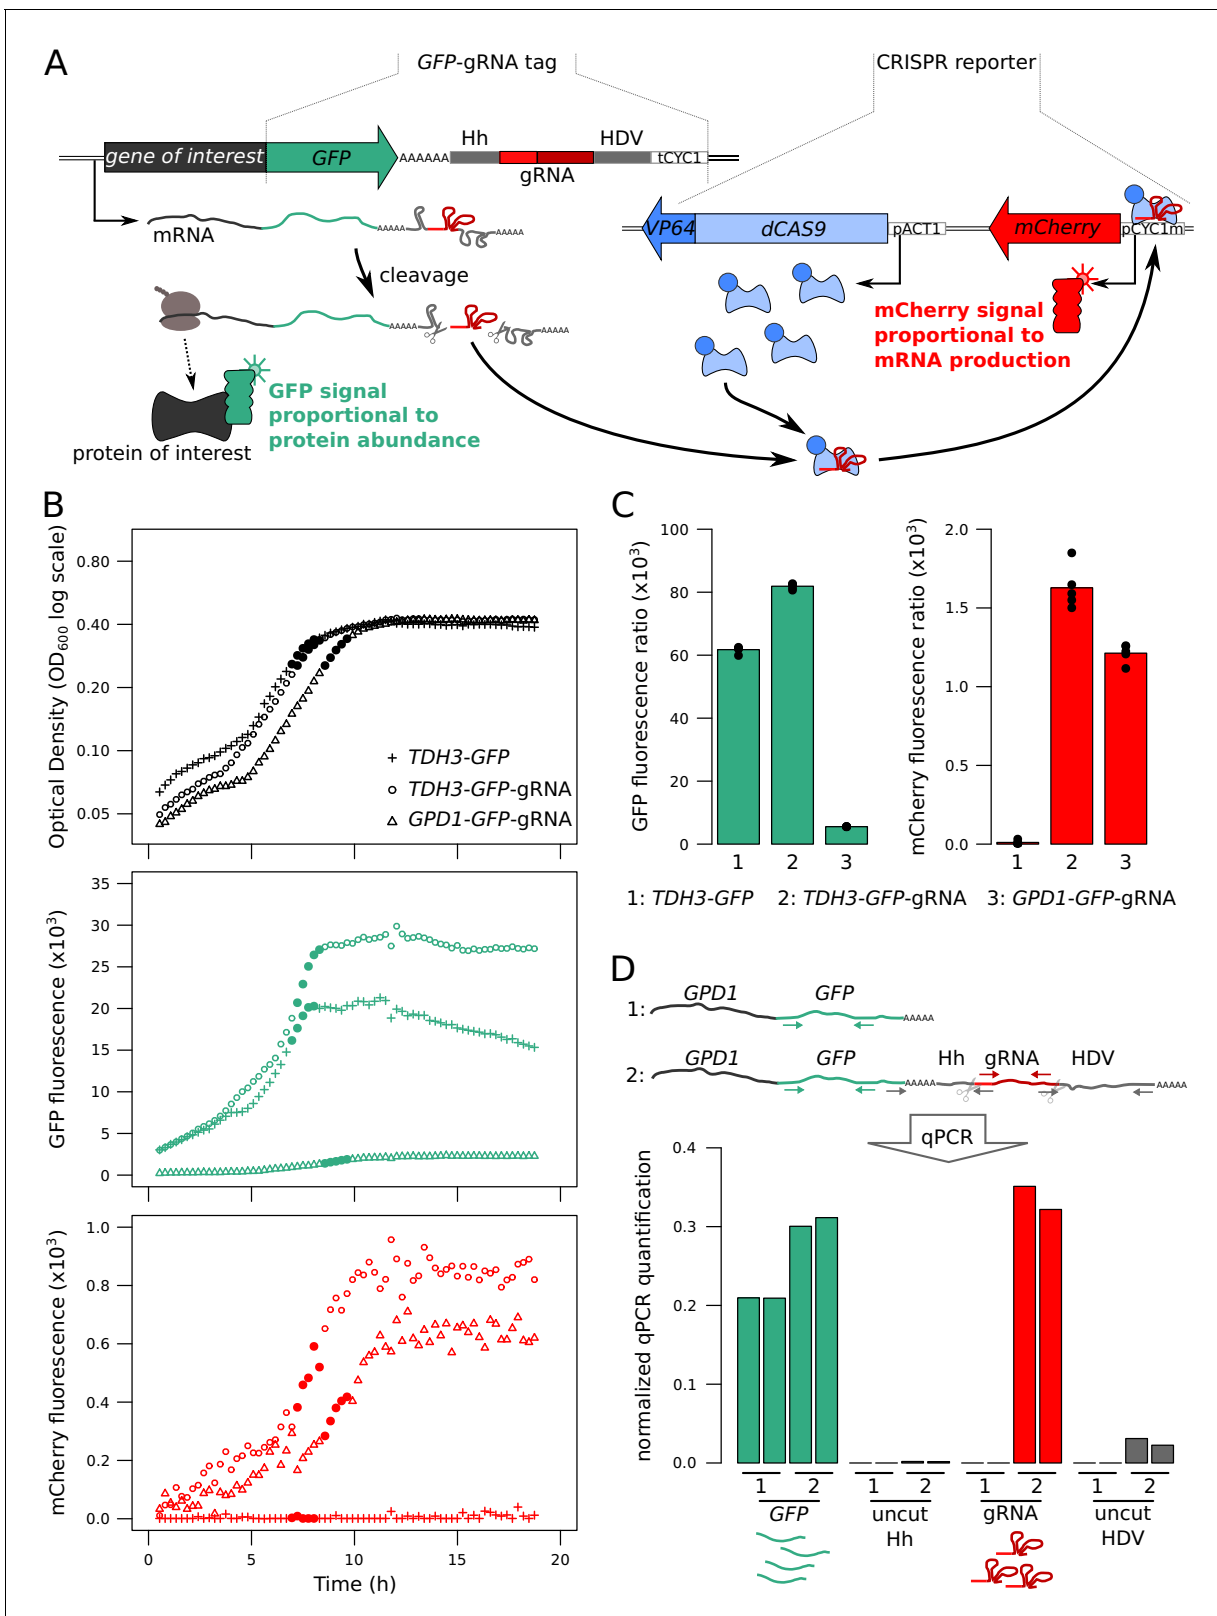 A
GFP-gRNA tag
CRISPR reporter
gene of interest
GFP
AAAAAA
Hh
gRNA
HDV
tCYC1
mRNA
AAAAA
AAAAA
cleavage
AAAAA
AAAAA
GFP signal
proportional to
protein abundance
protein of interest
VP64
dCAS9
pACT1
mCherry
pCYC1m
mCherry signal
proportional to
mRNA production
B
Optical Density (OD600 log scale)
0.80
0.40
0.20
0.10
0.05
TDH3-GFP
TDH3-GFP-gRNA
GPD1-GFP-gRNA
GFP fluorescence (x10³)
35
30
25
20
15
10
5
0
mCherry fluorescence (x10³)
1.0
0.8
0.6
0.4
0.2
0.0
0 5 10 15 20
Time (h)
C
GFP fluorescence ratio (x10³)
100
80
60
40
20
0
1 2 3
mCherry fluorescence ratio (x10³)
2.0
1.5
1.0
0.5
0.0
1 2 3
1: TDH3-GFP 2: TDH3-GFP-gRNA 3: GPD1-GFP-gRNA
D
1:
GPD1
GFP
AAAAA
2:
GPD1
GFP
AAAAA
Hh
gRNA
HDV
AAAAA
qPCR
normalized qPCR quantification
0.4
0.3
0.2
0.1
0.0
1 2 1 2 1 2 1 2
GFP
uncut
Hh
gRNA
uncut
HDV